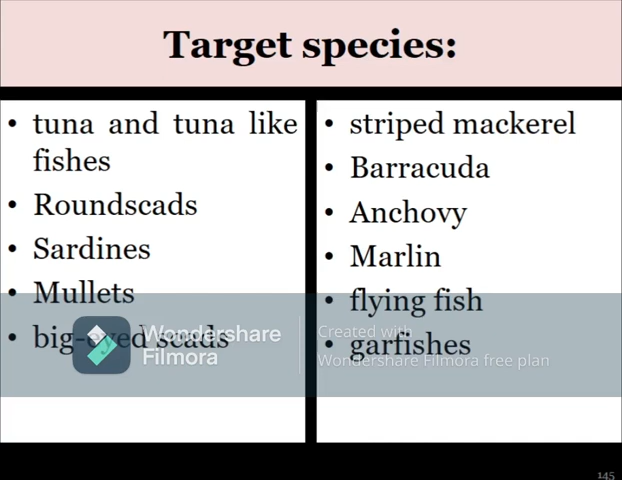 Target species:
• tuna and tuna like
fishes
• Roundscads
• Sardines
• Mullets
• big-eyed scads
• striped mackerel
• Barracuda
• Anchovy
• Marlin
• flying fish
• garfishes
Wondershare
Filmora
Created with
Wondershare Filmora free plan
145